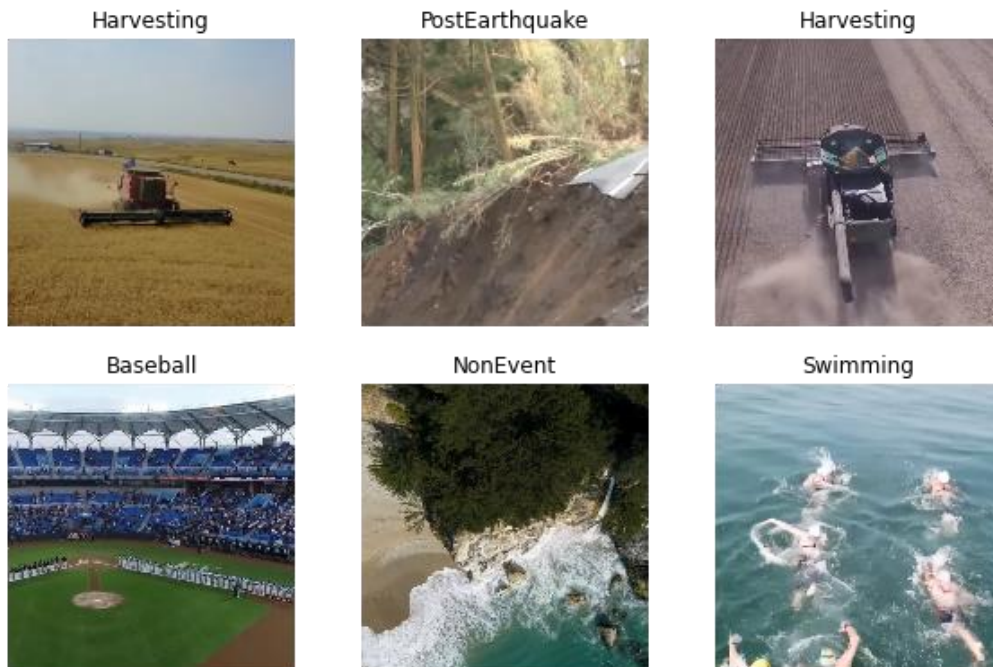 Harvesting
PostEarthquake
Harvesting
Baseball
NonEvent
Swimming